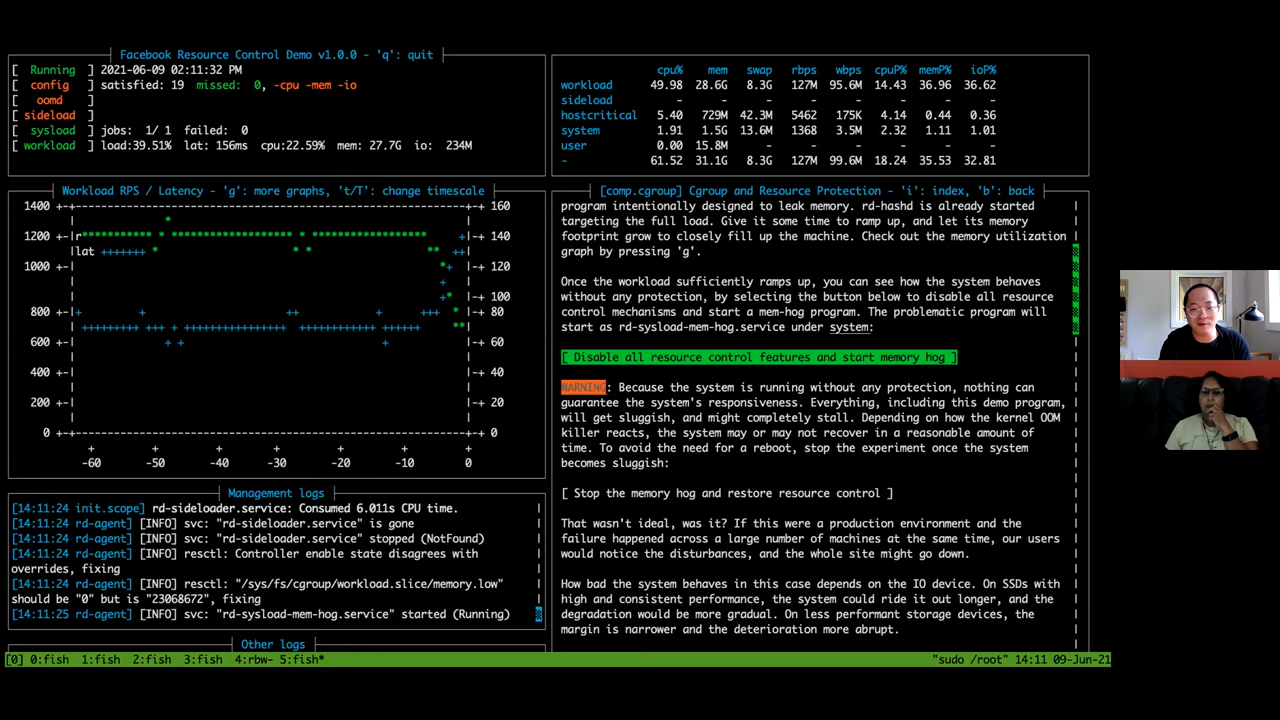 Facebook Resource Control Demo v1.0.0 - 'q': quit
[ Running ] 2021-06-09 02:11:32 PM
[ config ] satisfied: 19 missed: 0, -cpu -mem -io
[ oomd ]
[ sideload ]
[ sysload ] jobs: 1/ 1 failed: 0
[ workload ] load:39.51% lat: 156ms cpu:22.59% mem: 27.7G io: 234M
cpu% mem swap rbps wbps cpuP% memP% ioP%
workload 49.98 28.6G 8.3G 127M 95.6M 14.43 36.96 36.62
sideload - - - - - - - -
hostcritical 5.40 729M 42.3M 5462 175K 4.14 0.44 0.36
system 1.91 1.5G 13.6M 1368 3.5M 2.32 1.11 1.01
user 0.00 15.8M - - - - - -
- 61.52 31.1G 8.3G 127M 99.6M 18.24 35.53 32.81
Workload RPS / Latency - 'g': more graphs, 't/T': change timescale
1400 160
1200 140
1000 120
800 100
600 80
400 60
200 40
0 20
0
r
lat
-60 -50 -40 -30 -20 -10 0
Management logs
[14:11:24 init.scope] rd-sideloader.service: Consumed 6.011s CPU time.
[14:11:24 rd-agent] [INFO] svc: "rd-sideloader.service" is gone
[14:11:24 rd-agent] [INFO] svc: "rd-sideloader.service" stopped (NotFound)
[14:11:24 rd-agent] [INFO] resctl: Controller enable state disagrees with
overrides, fixing
[14:11:24 rd-agent] [INFO] resctl: "/sys/fs/cgroup/workload.slice/memory.low"
should be "0" but is "23068672", fixing
[14:11:25 rd-agent] [INFO] svc: "rd-sysload-mem-hog.service" started (Running)
Other logs
[comp.cgroup] Cgroup and Resource Protection - 'i': index, 'b': back
program intentionally designed to leak memory. rd-hashd is already started
targeting the full load. Give it some time to ramp up, and let its memory
footprint grow to closely fill up the machine. Check out the memory utilization
graph by pressing 'g'.
Once the workload sufficiently ramps up, you can see how the system behaves
without any protection, by selecting the button below to disable all resource
control mechanisms and start a mem-hog program. The problematic program will
start as rd-sysload-mem-hog.service under system:
[ Disable all resource control features and start memory hog ]
WARNING: Because the system is running without any protection, nothing can
guarantee the system's responsiveness. Everything, including this demo program,
will get sluggish, and might completely stall. Depending on how the kernel OOM
killer reacts, the system may or may not recover in a reasonable amount of
time. To avoid the need for a reboot, stop the experiment once the system
becomes sluggish:
[ Stop the memory hog and restore resource control ]
That wasn't ideal, was it? If this were a production environment and the
failure happened across a large number of machines at the same time, our users
would notice the disturbances, and the whole site might go down.
How bad the system behaves in this case depends on the IO device. On SSDs with
high and consistent performance, the system could ride it out longer, and the
degradation would be more gradual. On less performant storage devices, the
margin is narrower and the deterioration more abrupt.
[0] 0:fish 1:fish 2:fish 3:fish 4:rbw- 5:fish* "sudo /root" 14:11 09-Jun-21